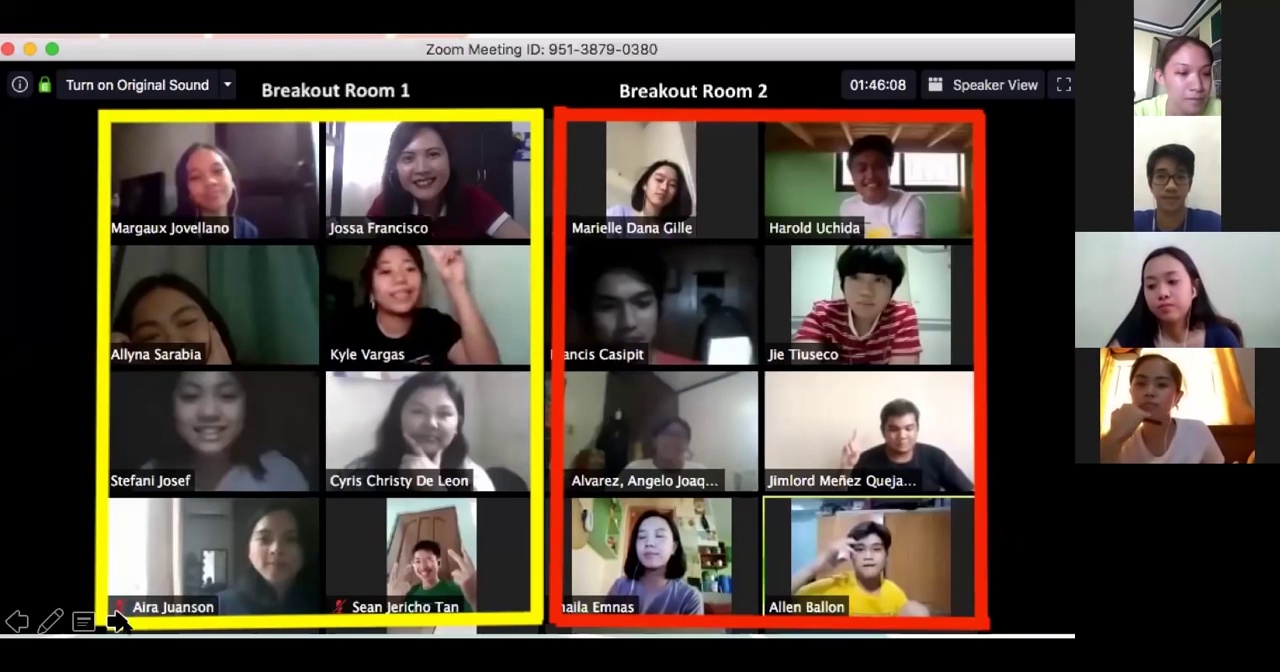 Zoom Meeting ID: 951-3879-0380
Turn on Original Sound
Breakout Room 1
Breakout Room 2
01:46:08
Speaker View
Margaux Jovellano
Jossa Francisco
Marielle Dana Gille
Harold Uchida
Allyna Sarabia
Kyle Vargas
Casipit
Jie Tiuseco
Stefani Josef
Cyris Christy De Leon
Alvarez, Angelo Joaq...
Jimlord Meñez Queja...
Aira Juanson
Sean Jericho Tan
Emnas
Allen Ballon